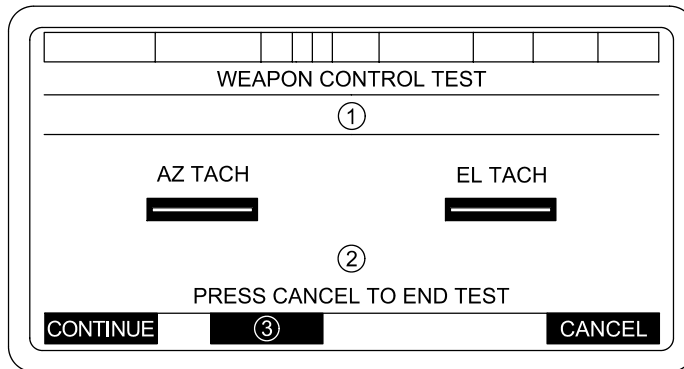 WEAPON CONTROL TEST
①
AZ TACH EL TACH
②
PRESS CANCEL TO END TEST
CONTINUE ③ CANCEL